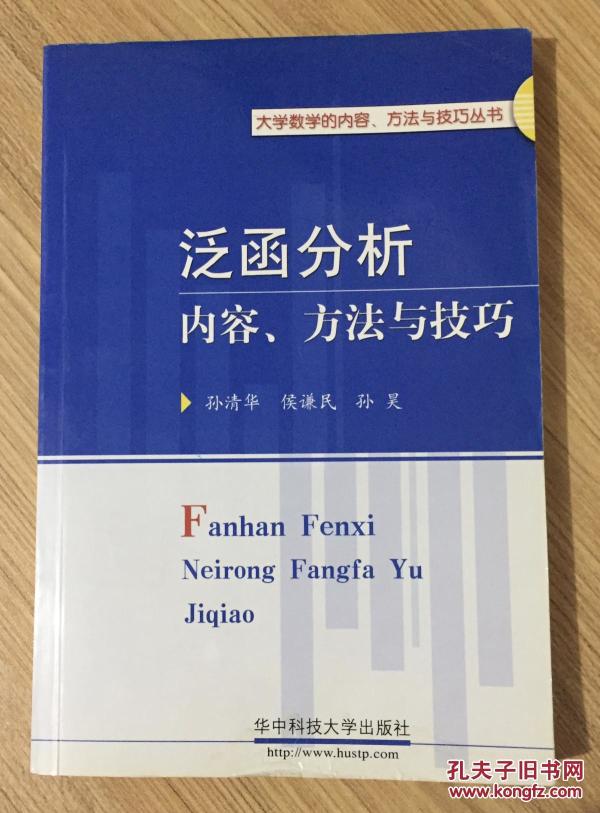 大学数学的内容、方法与技巧丛书
泛函分析
内容、方法与技巧
孙清华 侯谦民 孙昊
Fanhan Fenxi
Neirong Fangfa Yu
Jiqiao
华中科技大学出版社
http://www.hustp.com
孔夫子旧书网
www.kongfz.com